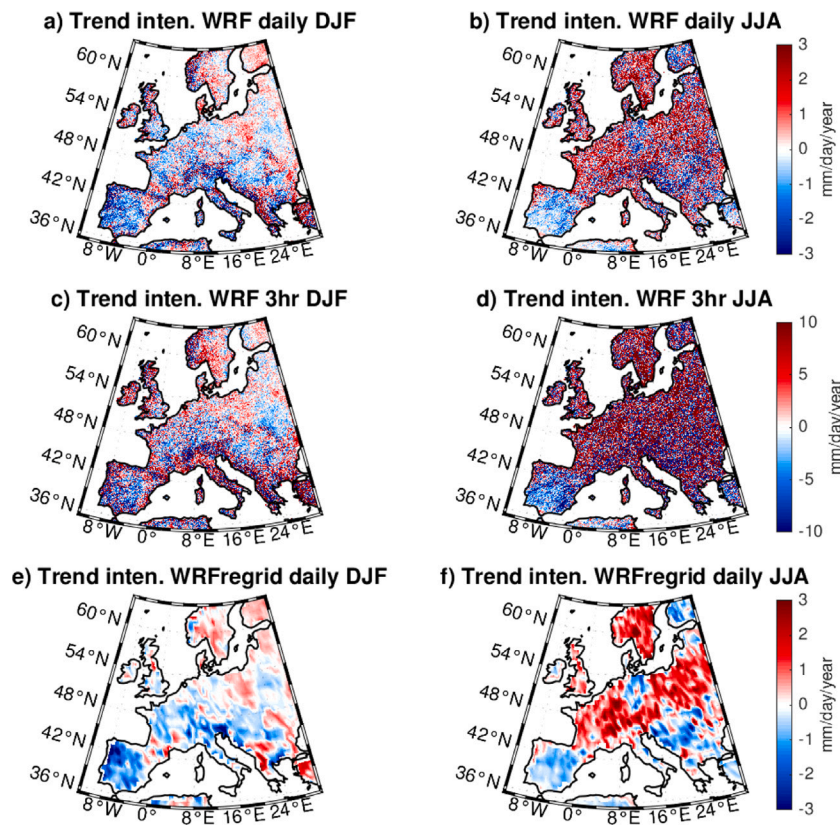 a) Trend inten. WRF daily DJF
60°N
54°N
48°N
42°N
36°N
8°W
0°
8°E
16°E
24°E
b) Trend inten. WRF daily JJA
60°N
54°N
48°N
42°N
36°N
8°W
0°
8°E
16°E
24°E
3
2
1
0
-1
-2
-3
mm/day/year
c) Trend inten. WRF 3hr DJF
60°N
54°N
48°N
42°N
36°N
8°W
0°
8°E
16°E
24°E
d) Trend inten. WRF 3hr JJA
60°N
54°N
48°N
42°N
36°N
8°W
0°
8°E
16°E
24°E
10
5
0
-5
-10
mm/day/year
e) Trend inten. WRFregrid daily DJF
60°N
54°N
48°N
42°N
36°N
8°W
0°
8°E
16°E
24°E
f) Trend inten. WRFregrid daily JJA
60°N
54°N
48°N
42°N
36°N
8°W
0°
8°E
16°E
24°E
3
2
1
0
-1
-2
-3
mm/day/year